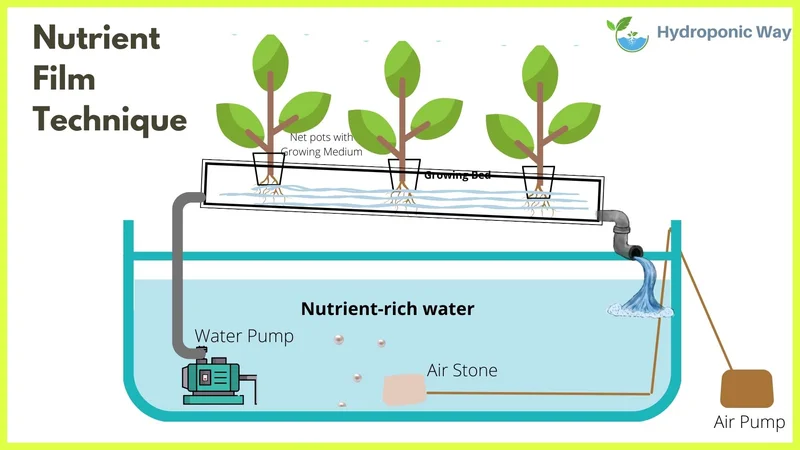 Nutrient
Film
Technique
Hydroponic Way
Net pots with
Growing Medium
Growing Bed
Nutrient-rich water
Water Pump
Air Stone
Air Pump